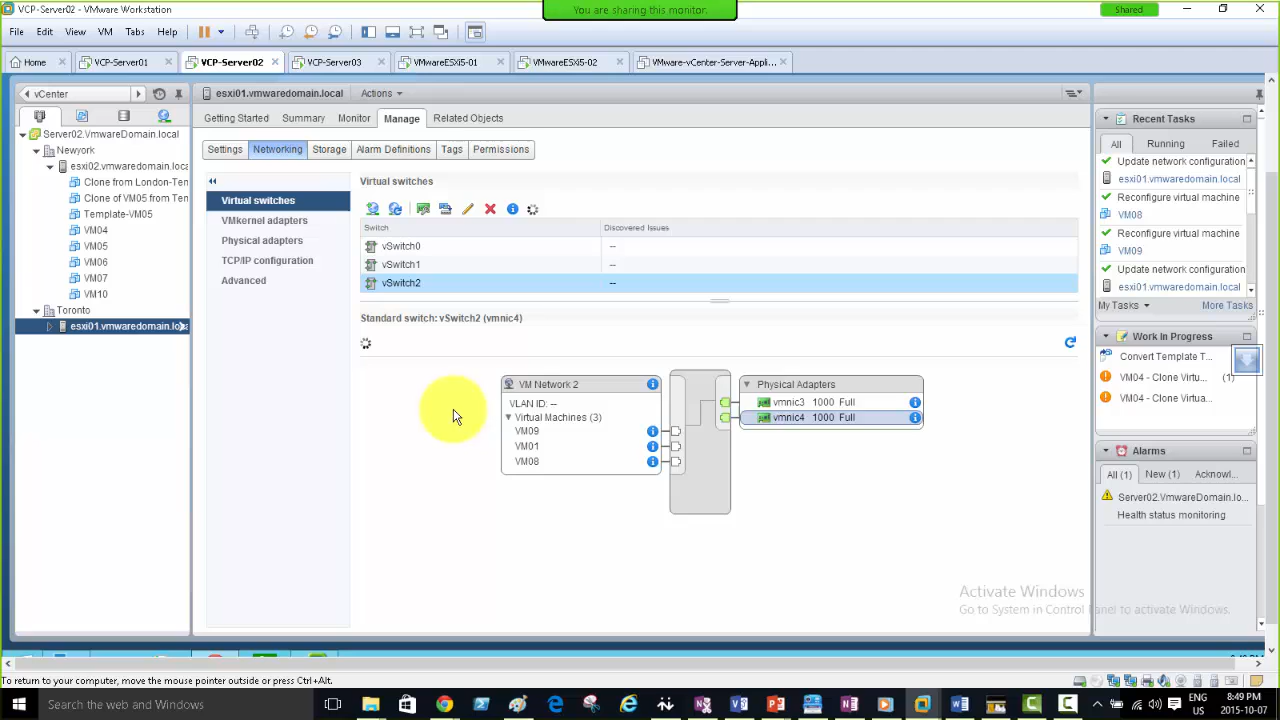 VCP-Server02 - VMware Workstation
You are sharing this monitor.
Shared
File Edit View VM Tabs Help
Home VCP-Server01 VCP-Server02 VCP-Server03 VMwareESXi5-01 VMwareESXi5-02 VMware-vCenter-Server-Appli...
vCenter
Server02.VmwareDomain.local
Newyork
esxi02.vmwaredomain.loca
Clone from London-Ten
Clone of VM05 from Tem
Template-VM05
VM04
VM05
VM06
VM07
VM10
Toronto
esxi01.vmwaredomain.loca
esxi01.vmwaredomain.local Actions
Getting Started Summary Monitor Manage Related Objects
Settings Networking Storage Alarm Definitions Tags Permissions
Virtual switches
VMkernel adapters
Physical adapters
TCP/IP configuration
Advanced
Virtual switches
Switch Discovered Issues
vSwitch0 --
vSwitch1 --
vSwitch2 --
Standard switch: vSwitch2 (vmnic4)
VM Network 2
VLAN ID: --
Virtual Machines (3)
VM09
VM01
VM08
Physical Adapters
vmnic3 1000 Full
vmnic4 1000 Full
Recent Tasks
All Running Failed
Update network configuration
esxi01.vmwaredomain.local
Reconfigure virtual machine
VM08
Reconfigure virtual machine
VM09
Update network configuration
esxi01.vmwaredomain.local
My Tasks More Tasks
Work In Progress
Convert Template T...
VM04 - Clone Virtu... (1)
VM04 - Clone Virtua...
Alarms
All (1) New (1) Acknowl...
Server02.VmwareDomain.lo...
Health status monitoring
Activate Windows
Go to System in Control Panel to activate Windows.
To return to your computer, move the mouse pointer outside or press Ctrl+Alt.
Search the web and Windows
ENG 8:49 PM
US 2015-10-07